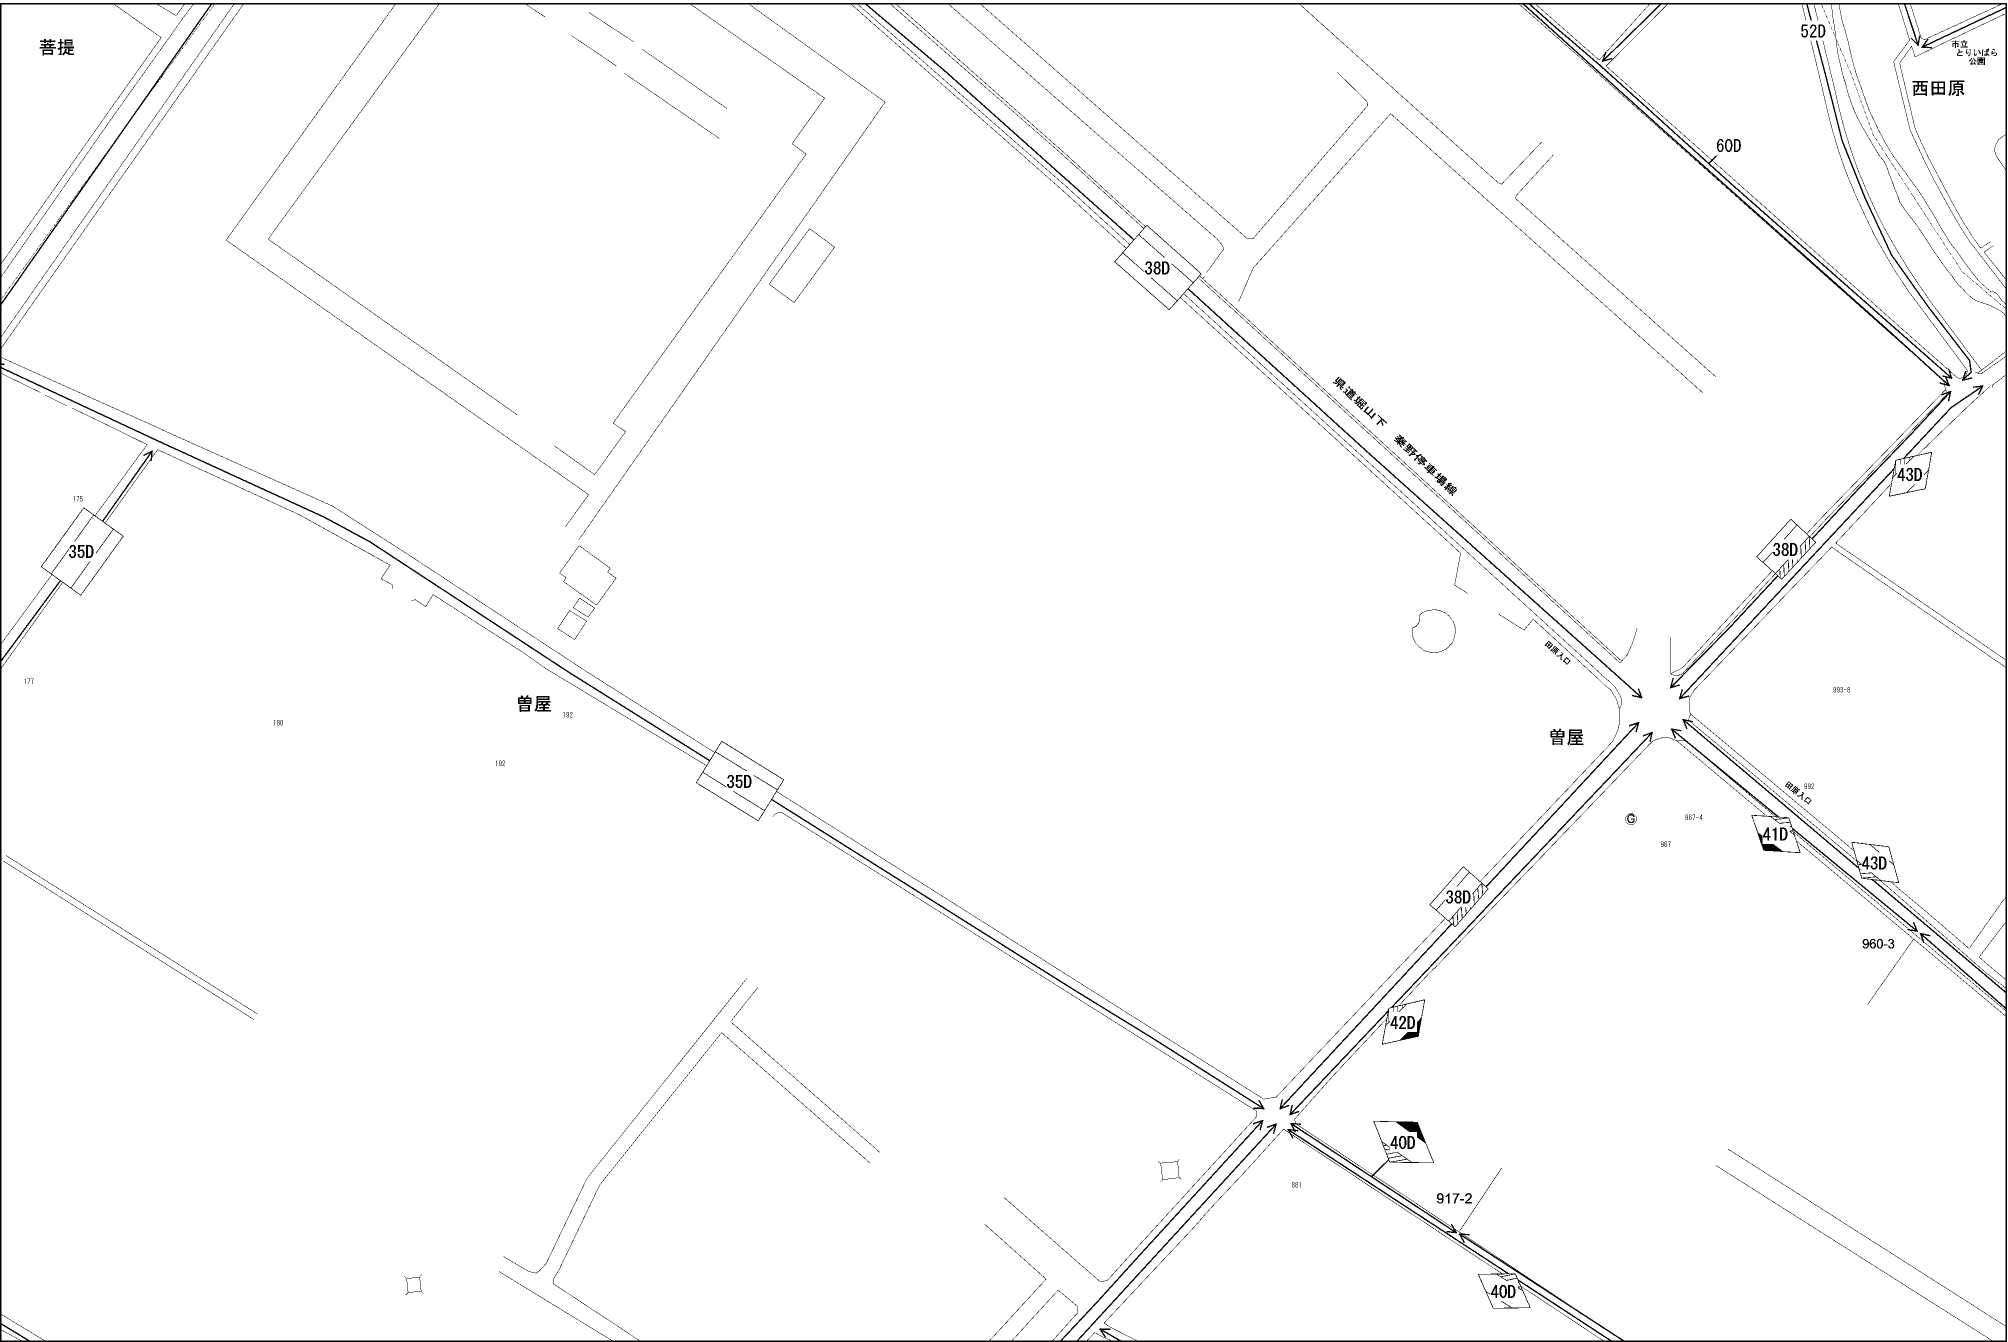 菩提
52D
市立
とりいばら
公園
西田原
60D
38D
県道堀山下 秦野停車場線
43D
175
35D
38D
田原入口
177
993-8
180
曽屋
192
曽屋
192
35D
田原入口
992
G
967-4
41D
967
43D
38D
960-3
42D
40D
881
917-2
40D